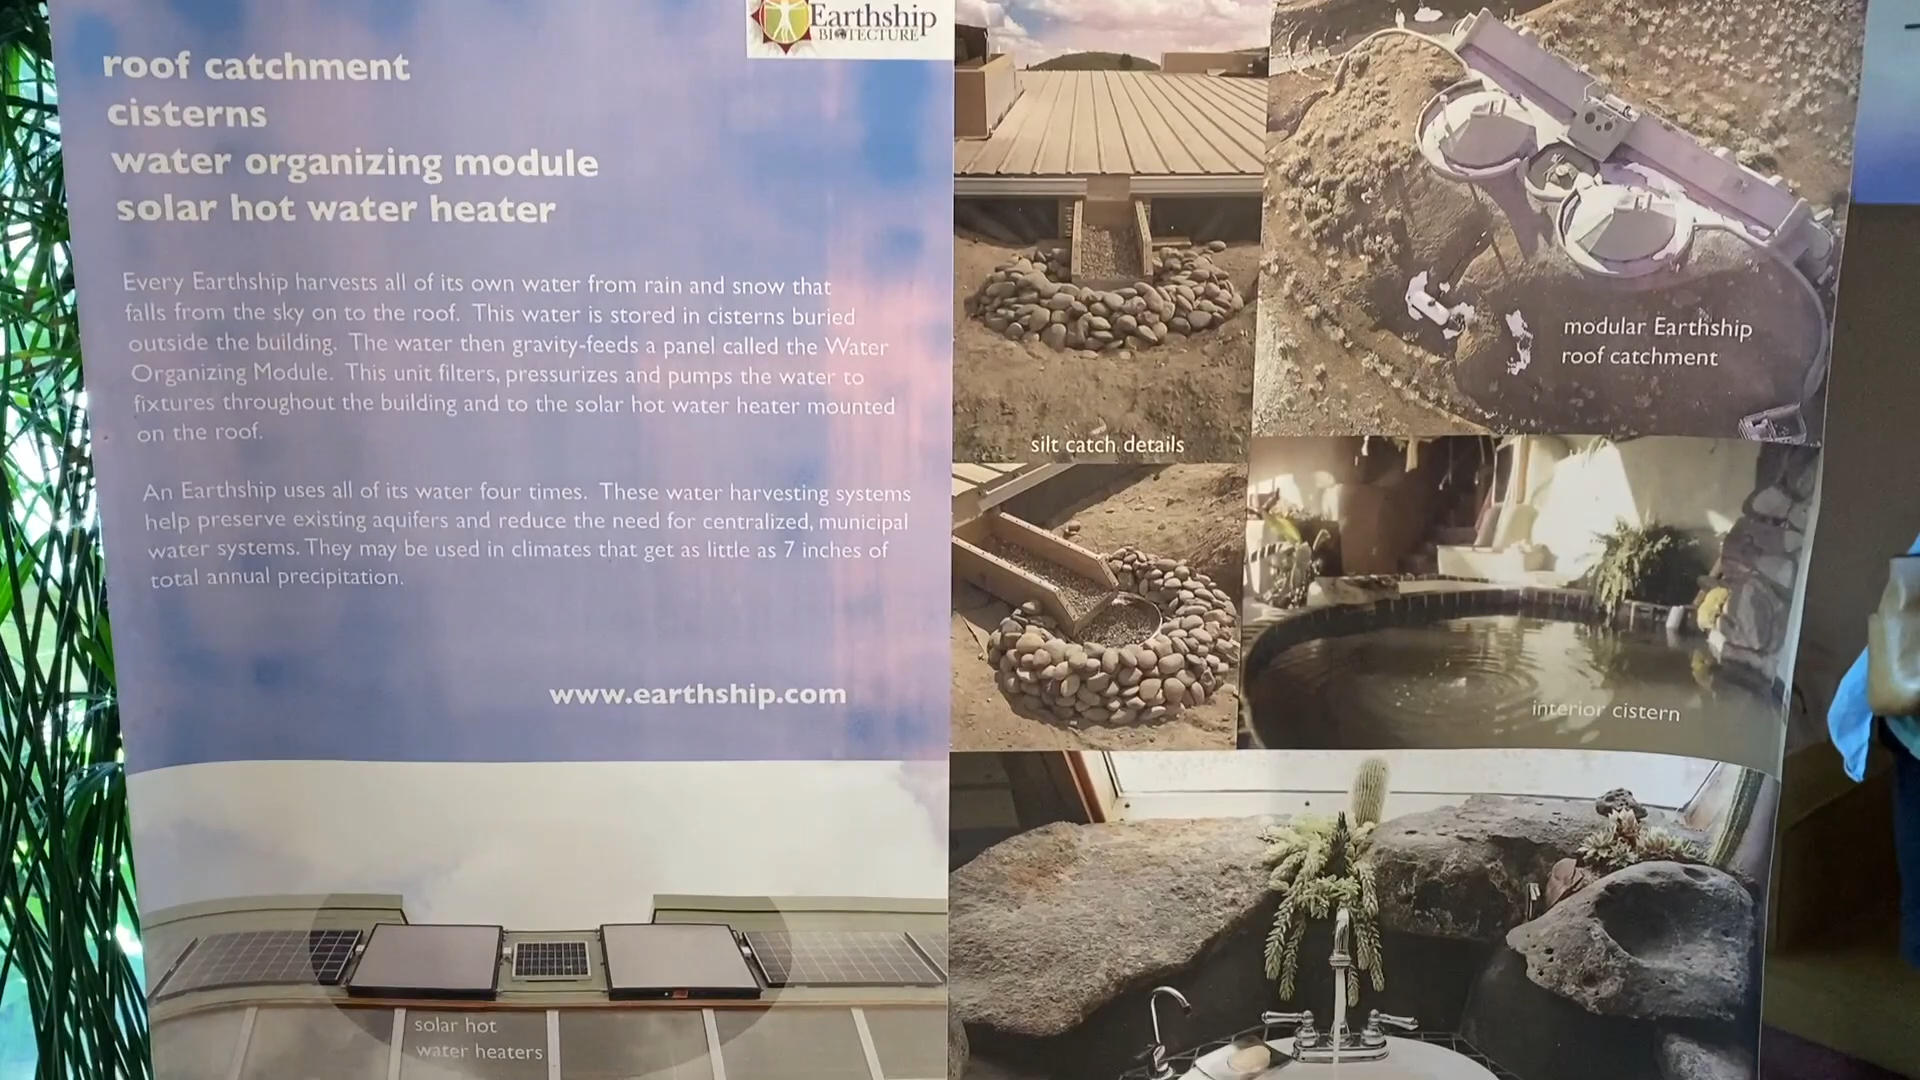 Earthship
BIOTECTURE
roof catchment
cisterns
water organizing module
solar hot water heater
Every Earthship harvests all of its own water from rain and snow that
falls from the sky on to the roof. This water is stored in cisterns buried
outside the building. The water then gravity-feeds a panel called the Water
Organizing Module. This unit filters, pressurizes and pumps the water to
fixtures throughout the building and to the solar hot water heater mounted
on the roof.
An Earthship uses all of its water four times. These water harvesting systems
help preserve existing aquifers and reduce the need for centralized, municipal
water systems. They may be used in climates that get as little as 7 inches of
total annual precipitation.
www.earthship.com
solar hot
water heaters
silt catch details
modular Earthship
roof catchment
interior cistern